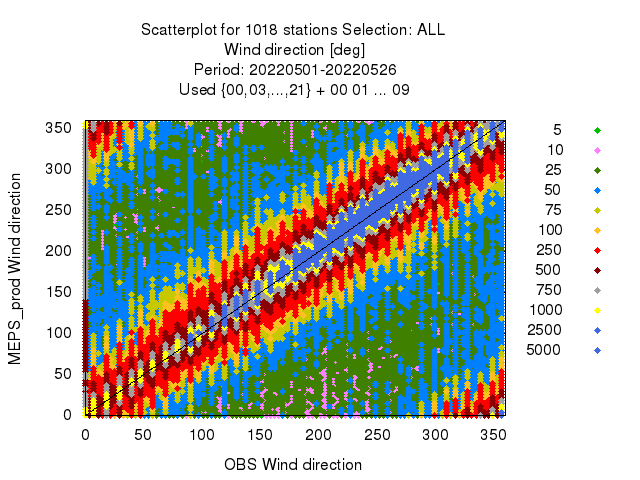 Scatterplot for 1018 stations Selection: ALL
Wind direction [deg]
Period: 20220501-20220526
Used {00,03,...,21} + 00 01 ... 09
MEPS_prod Wind direction
350
300
250
200
150
100
50
0
0 50 100 150 200 250 300 350
OBS Wind direction
5
10
25
50
75
100
250
500
750
1000
2500
5000